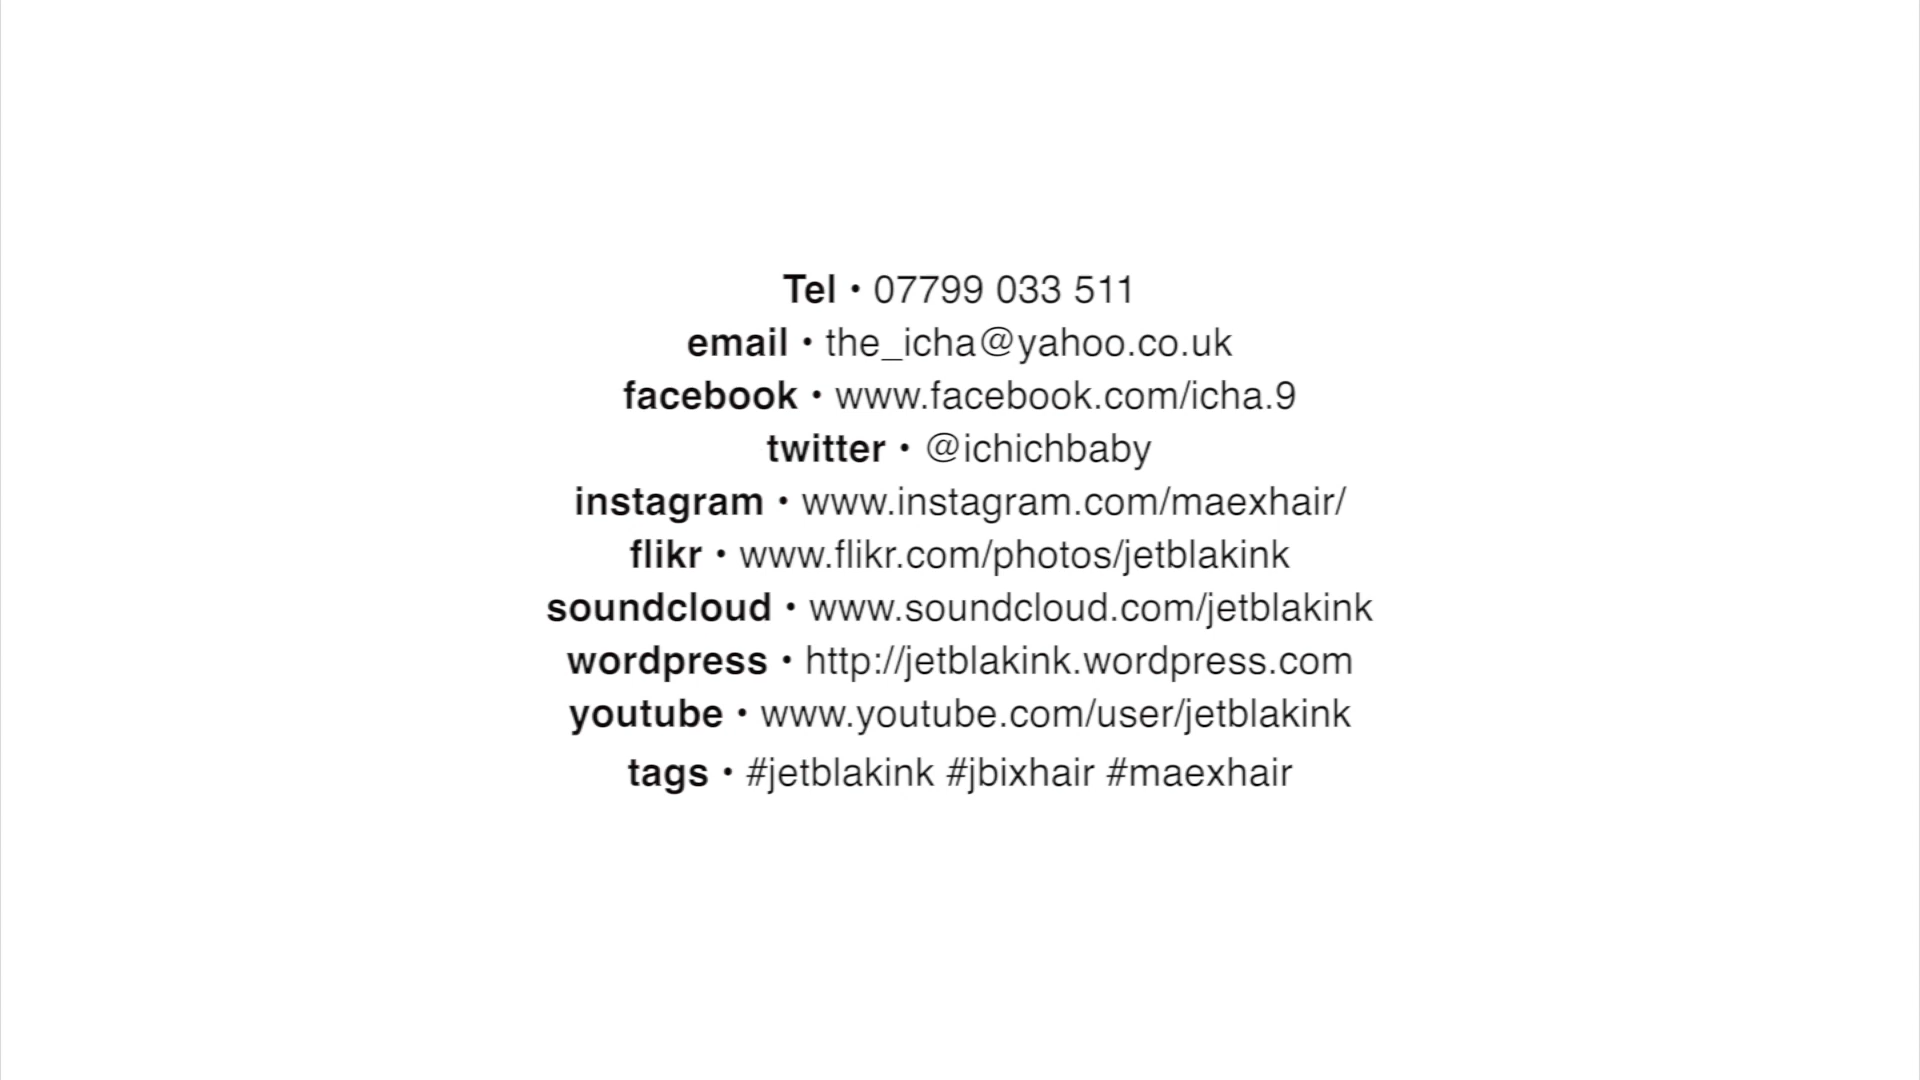 Tel • 07799 033 511
email • the_icha@yahoo.co.uk
facebook • www.facebook.com/icha.9
twitter • @ichichbaby
instagram • www.instagram.com/maexhair/
flikr • www.flikr.com/photos/jetblakink
soundcloud • www.soundcloud.com/jetblakink
wordpress • http://jetblakink.wordpress.com
youtube • www.youtube.com/user/jetblakink
tags • #jetblakink #jbixhair #maexhair